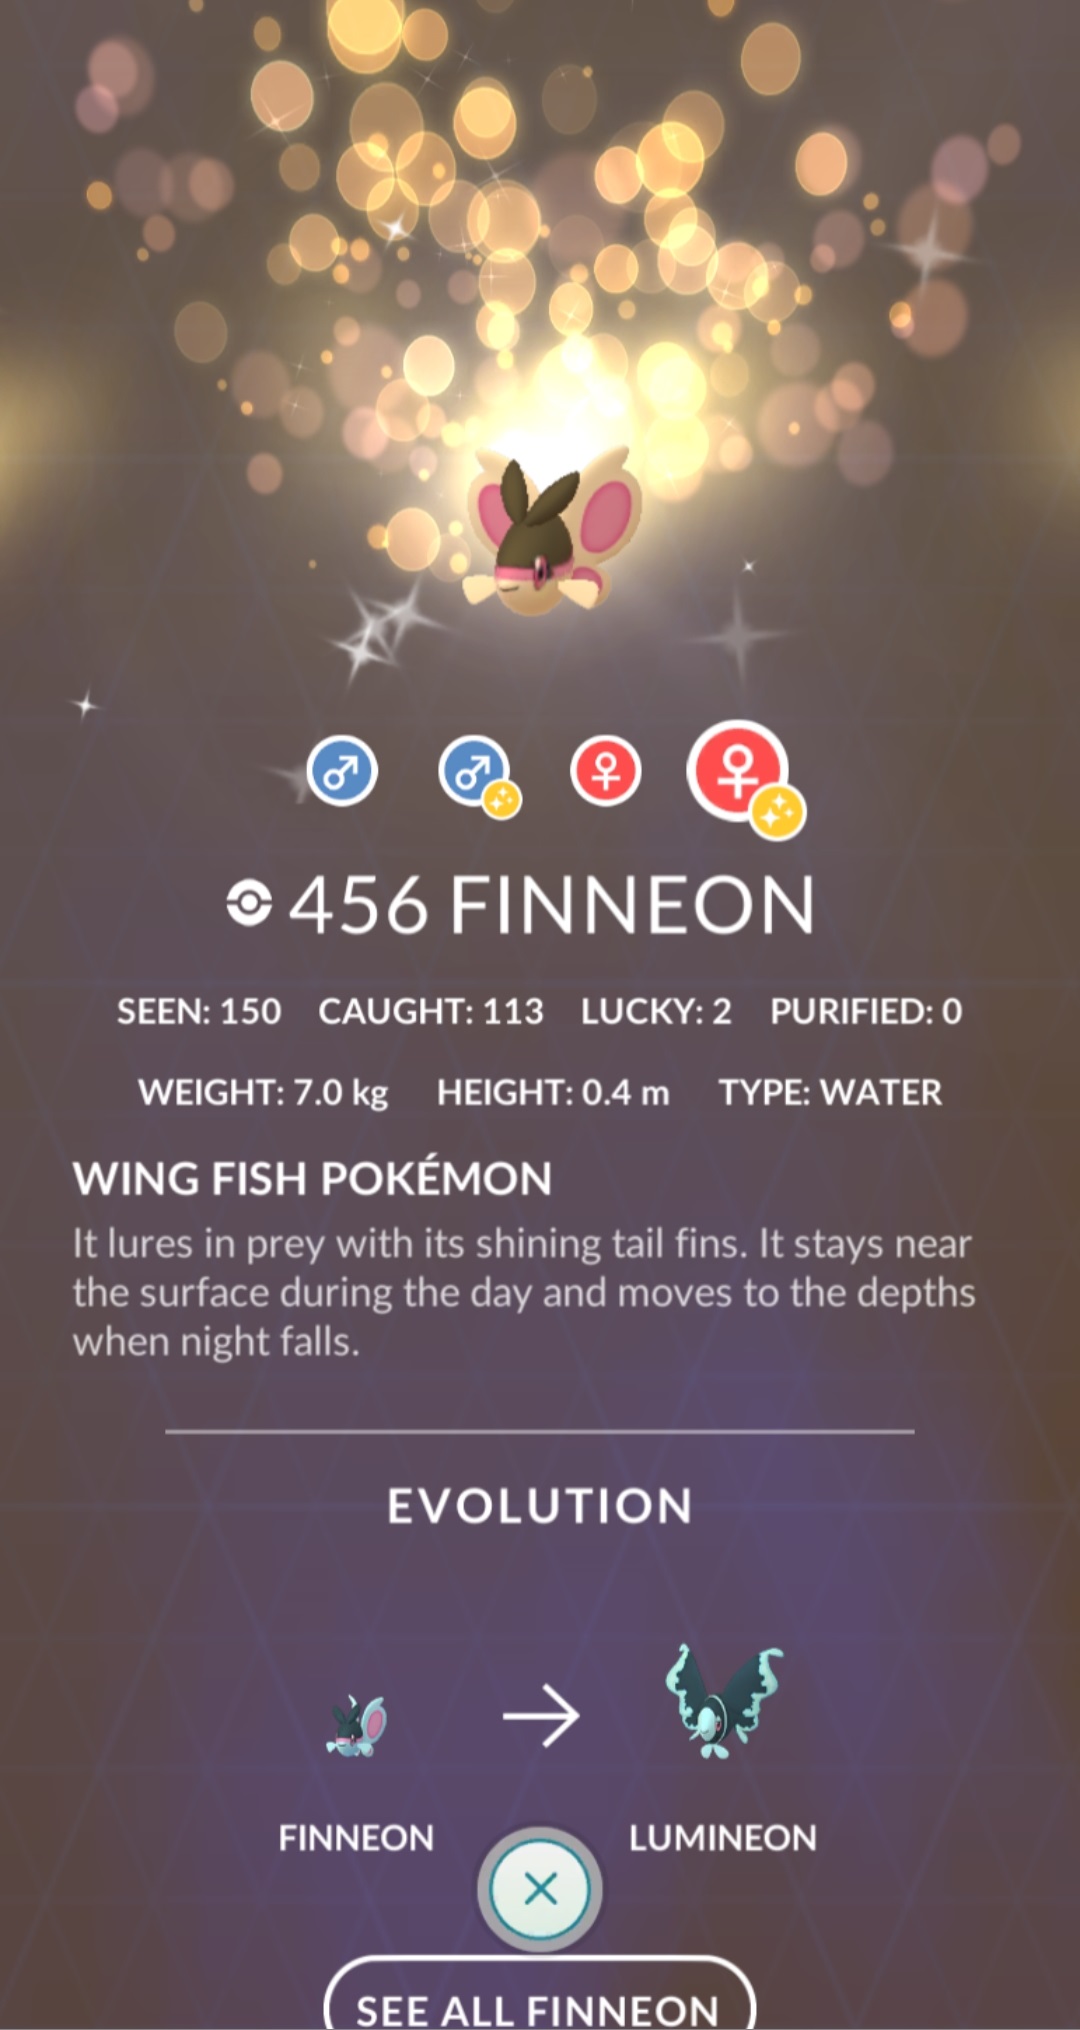 456 FINNEON
SEEN: 150 CAUGHT: 113 LUCKY: 2 PURIFIED: 0
WEIGHT: 7.0 kg HEIGHT: 0.4 m TYPE: WATER
WING FISH POKÉMON
It lures in prey with its shining tail fins. It stays near
the surface during the day and moves to the depths
when night falls.
EVOLUTION
FINNEON LUMINEON
SEE ALL FINNEON